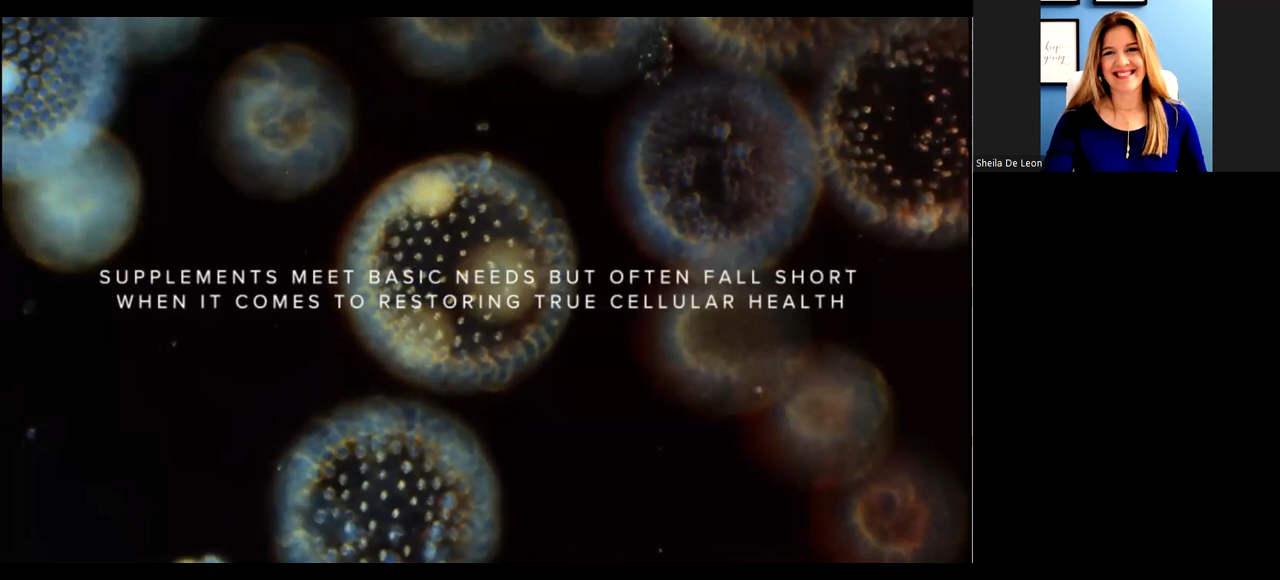 SUPPLEMENTS MEET BASIC NEEDS BUT OFTEN FALL SHORT
WHEN IT COMES TO RESTORING TRUE CELLULAR HEALTH
Sheila De Leon